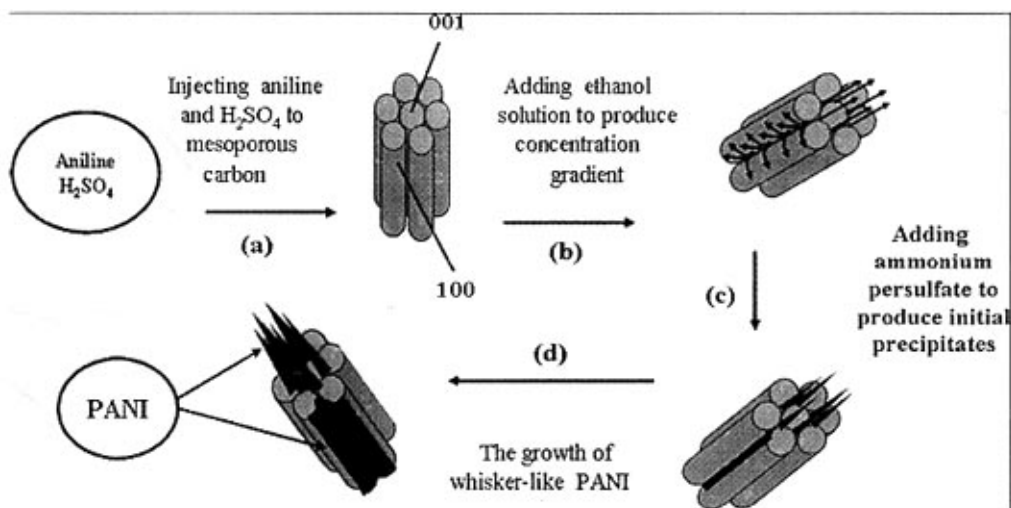 001
Injecting aniline
and H₂SO₄ to
mesoporous
carbon
Adding ethanol
solution to produce
concentration
gradient
Aniline
H₂SO₄
(a)
(b)
100
(c)
Adding
ammonium
persulfate to
produce initial
precipitates
(d)
PANI
The growth of
whisker-like PANI